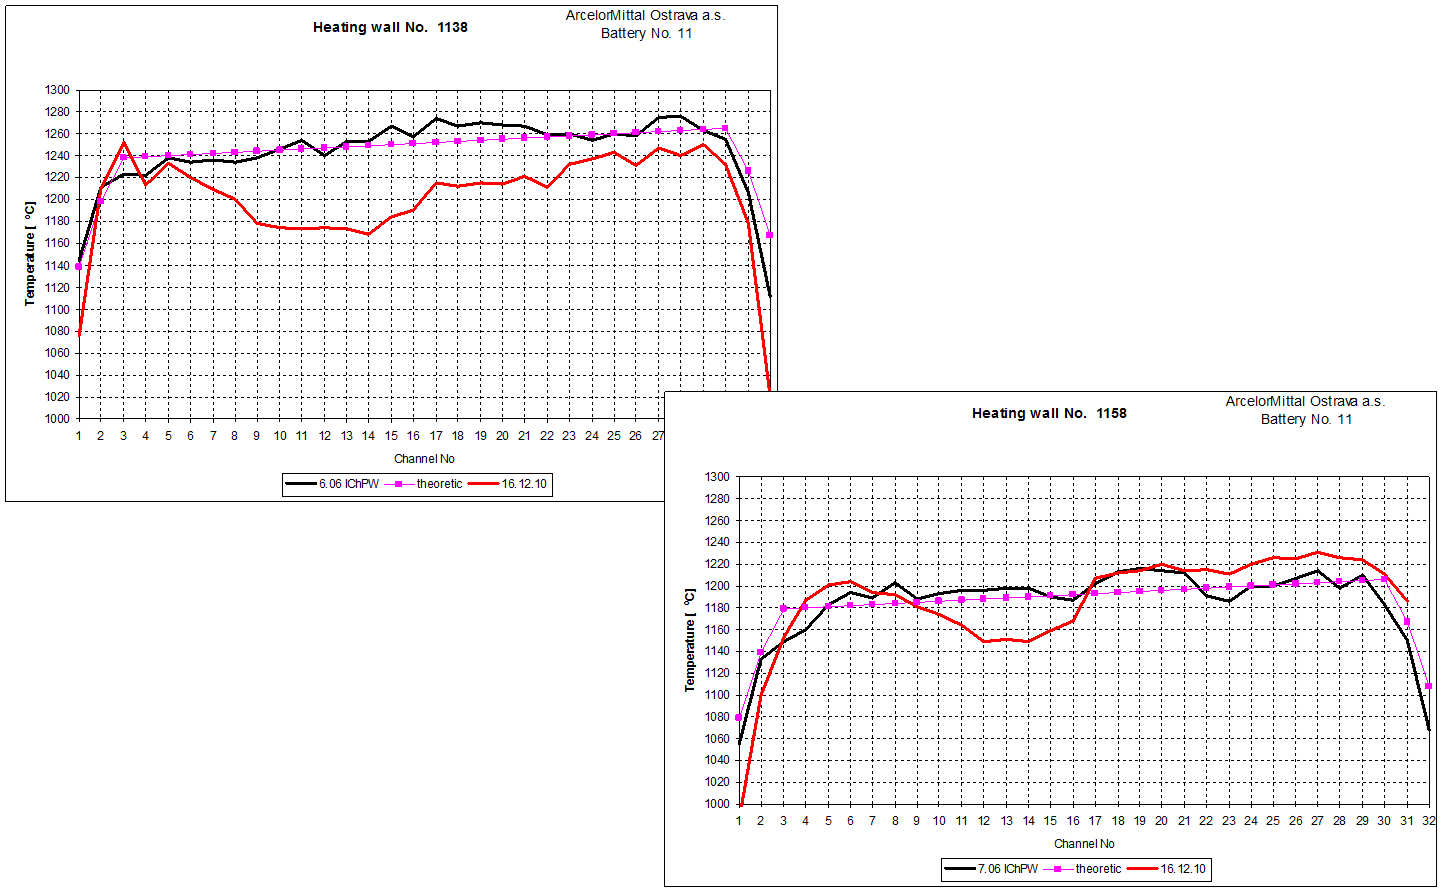 Heating wall No. 1138
ArcelorMittal Ostrava a.s.
Battery No. 11
1300
1280
1260
1240
1220
1200
1180
1160
1140
1120
1100
1080
1060
1040
1020
1000
Temperature [ °C]
1 2 3 4 5 6 7 8 9 10 11 12 13 14 15 16 17 18 19 20 21 22 23 24 25 26 27
Channel No
6.06 IChPW theoretic 16.12.10
Heating wall No. 1158
ArcelorMittal Ostrava a.s.
Battery No. 11
1300
1280
1260
1240
1220
1200
1180
1160
1140
1120
1100
1080
1060
1040
1020
1000
Temperature [ °C]
1 2 3 4 5 6 7 8 9 10 11 12 13 14 15 16 17 18 19 20 21 22 23 24 25 26 27 28 29 30 31 32
Channel No
7.06 IChPW theoretic 16.12.10